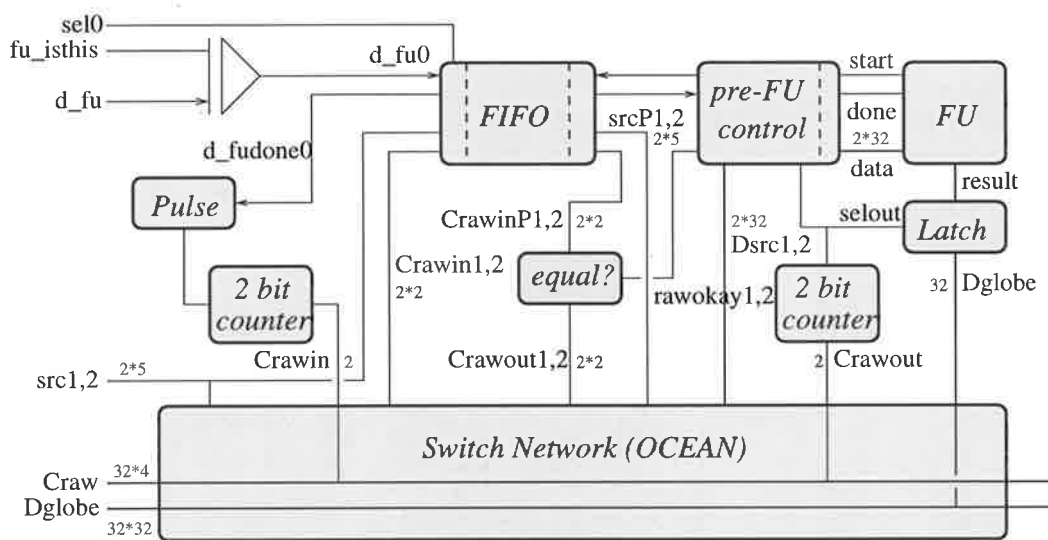 sel0
fu_isthis
d_fu
d_fu0
d_fudone0
FIFO
srcP1,2
2*5
pre-FU
control
start
done
2*32
data
FU
result
Pulse
CrawinP1,2
2*2
Crawin1,2
2*2
equal?
2*32
Dsrc1,2
rawokay1,2
selout
Latch
2 bit
counter
2 bit
counter
32
Dglobe
Crawin
2
Crawout1,2
2*2
2
Crawout
src1,2
2*5
Switch Network (OCEAN)
Craw
32*4
Dglobe
32*32